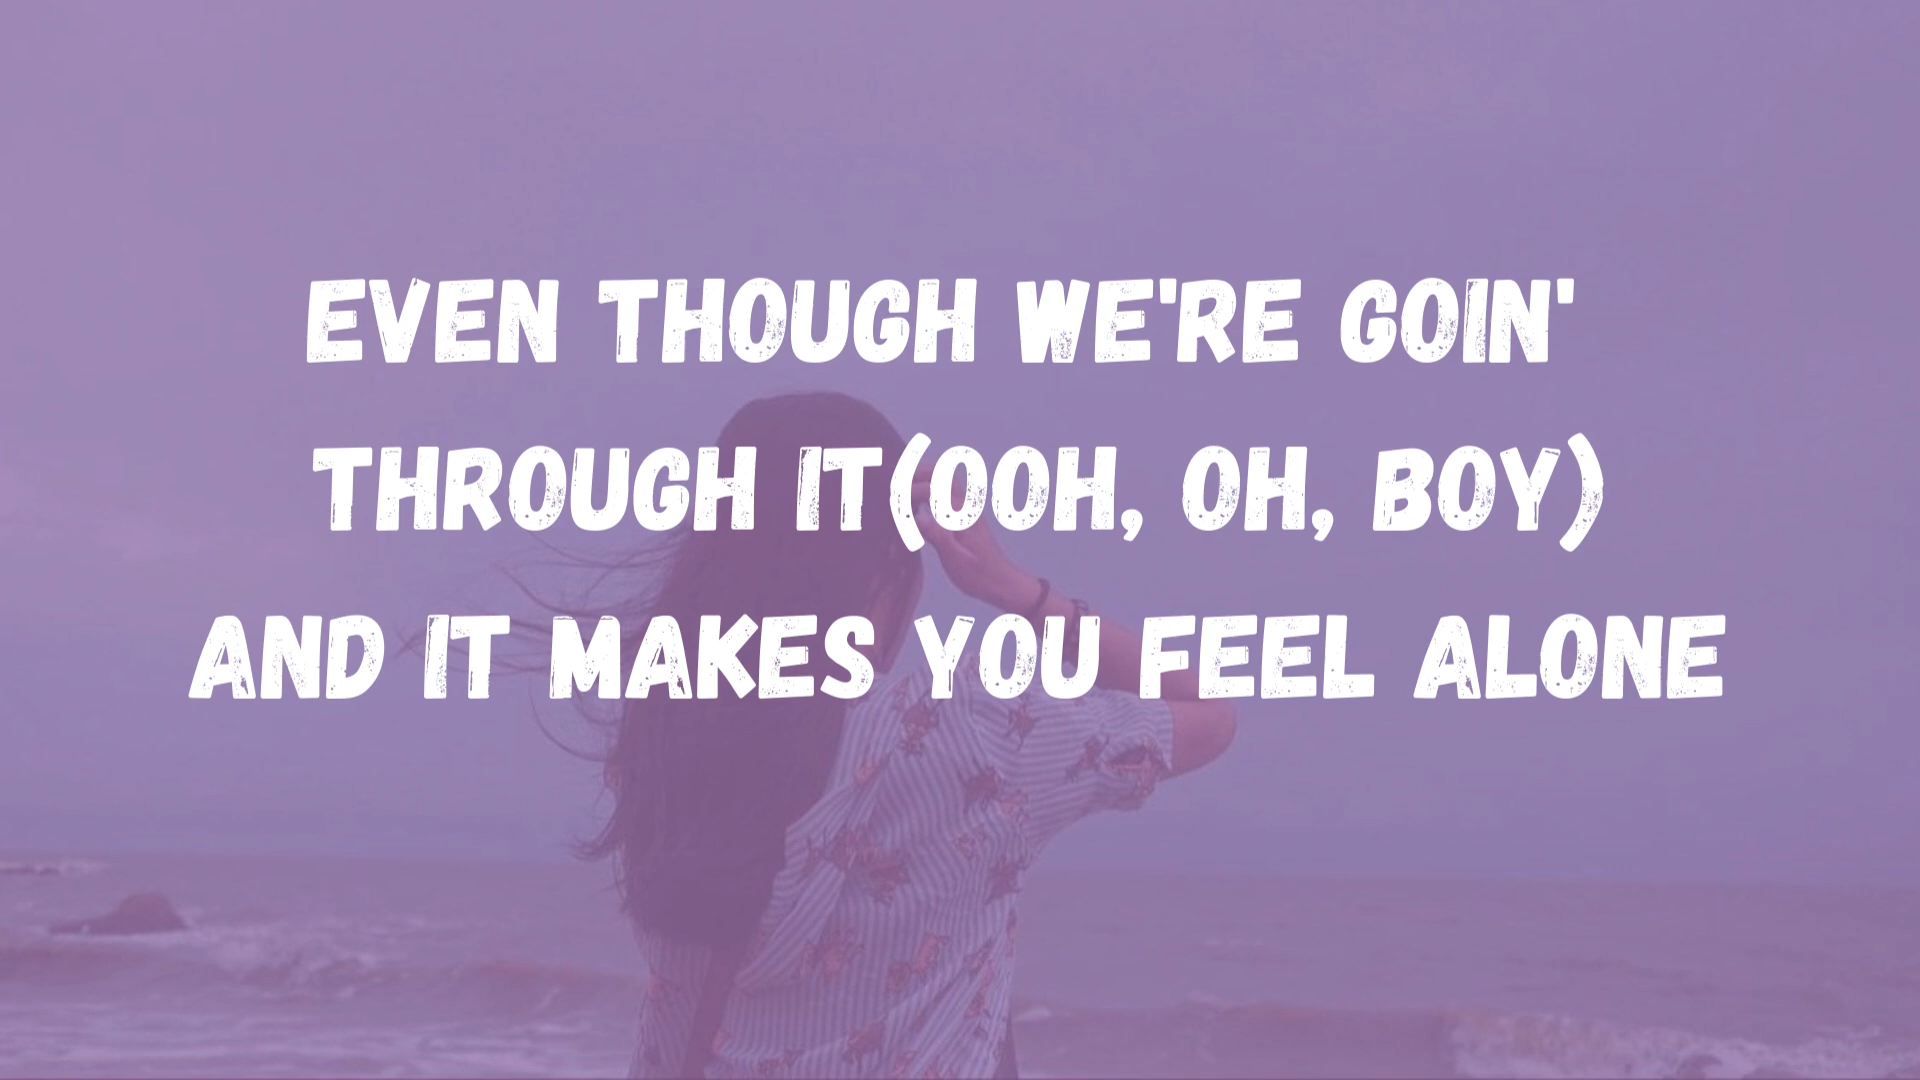 EVEN THOUGH WE'RE GOIN'
THROUGH IT(OOH, OH, BOY)
AND IT MAKES YOU FEEL ALONE